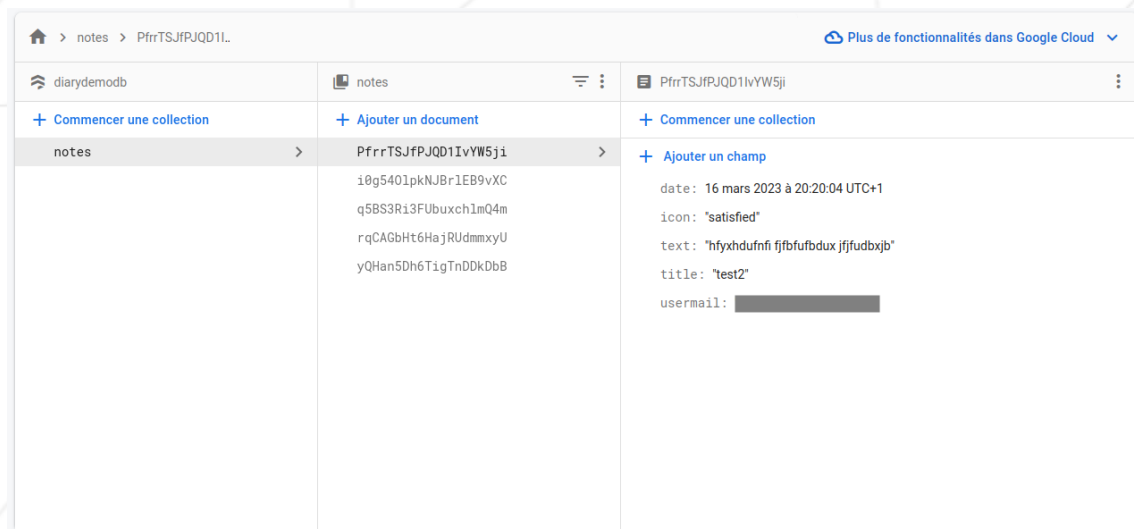 notes PfrrTSJfPJQD1I..
Plus de fonctionnalités dans Google Cloud
diarydemodb
notes
PfrrTSJfPJQD1IvYW5ji
Commencer une collection
Ajouter un document
Commencer une collection
notes
PfrrTSJfPJQD1IvYW5ji
Ajouter un champ
i0g54OlpkNJBrlEB9vXC
q5BS3Ri3FUbuxchlmQ4m
rqCAGbHt6HajRUdmmxyU
yQHan5Dh6TigTnDDkDbB
date: 16 mars 2023 à 20:20:04 UTC+1
icon: "satisfied"
text: "hfyxhdufnfi fjfbfufbdux jfjfudbxjb"
title: "test2"
usermail: